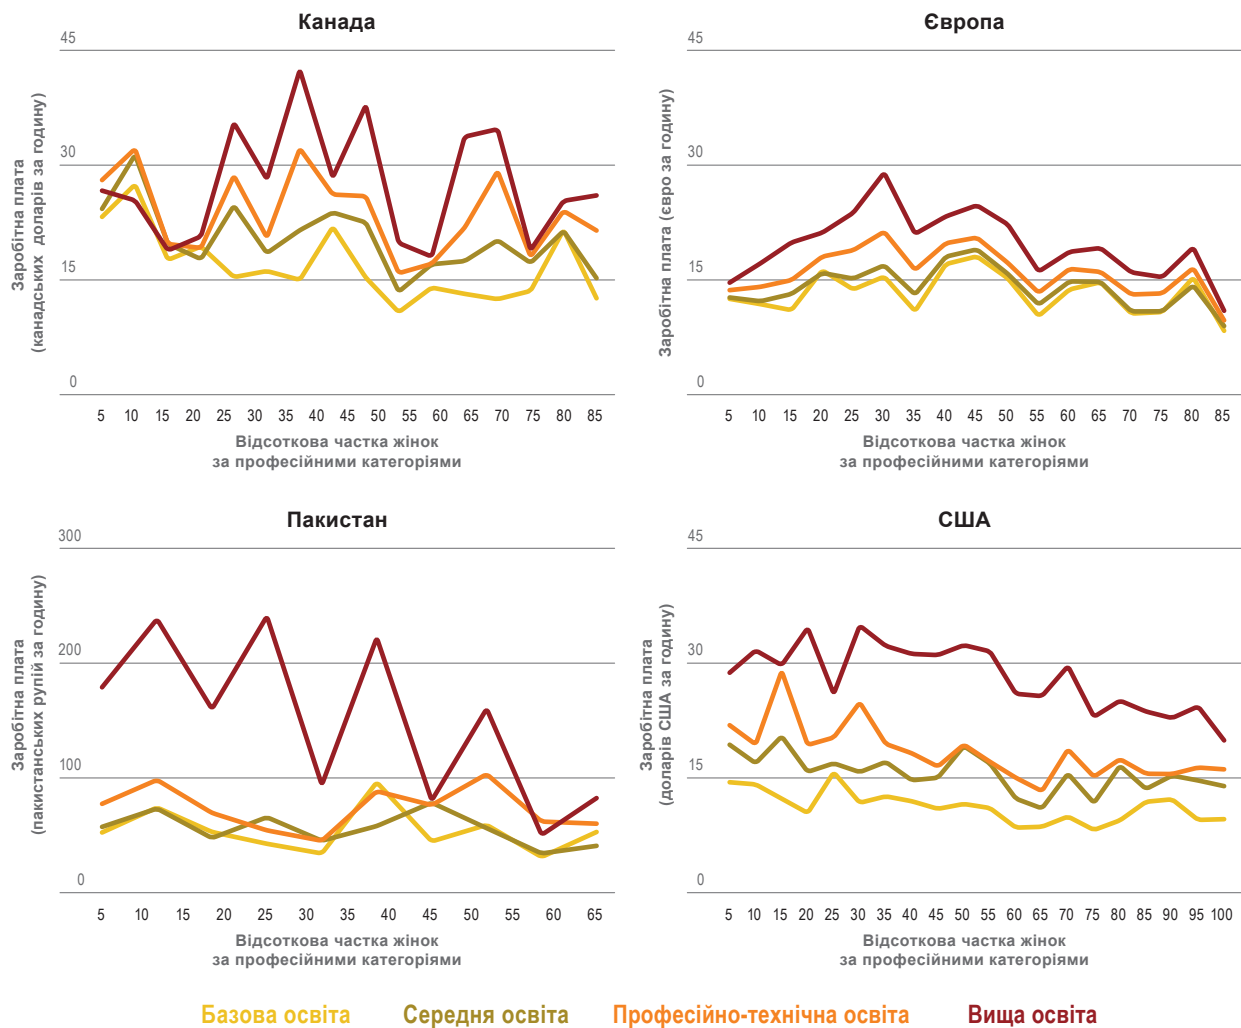 Канада
45
30
15
0
Заробітна плата
(канадських доларів за годину)
5 10 15 20 25 30 35 40 45 50 55 60 65 70 75 80 85
Відсоткова частка жінок
за професійними категоріями
Європа
45
30
15
0
Заробітна плата (євро за годину)
5 10 15 20 25 30 35 40 45 50 55 60 65 70 75 80 85
Відсоткова частка жінок
за професійними категоріями
Пакистан
300
200
100
0
Заробітна плата
(пакистанських рупій за годину)
5 10 15 20 25 30 35 40 45 50 55 60 65
Відсоткова частка жінок
за професійними категоріями
США
45
30
15
0
Заробітна плата
(доларів США за годину)
5 10 15 20 25 30 35 40 45 50 55 60 65 70 75 80 85 90 95 100
Відсоткова частка жінок
за професійними категоріями
Базова освіта Середня освіта Професійно-технічна освіта Вища освіта